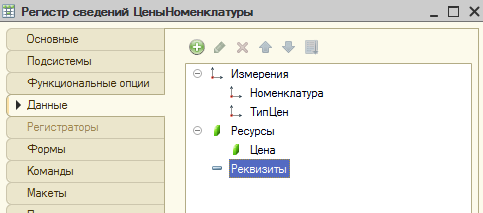 Регистр сведений ЦеныНоменклатуры
Основные
Подсистемы
Функциональные опции
Данные
Регистраторы
Формы
Команды
Макеты
Измерения
Номенклатура
ТипЦен
Ресурсы
Цена
Реквизиты